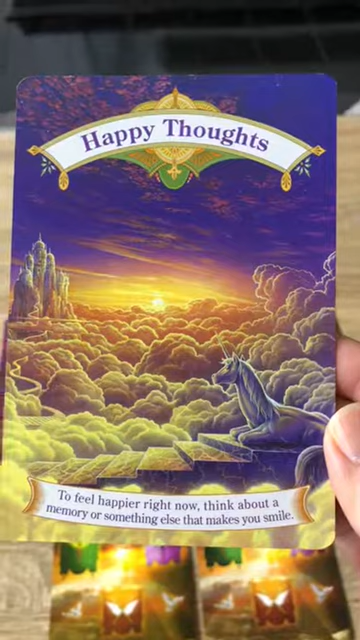 Happy Thoughts
To feel happier right now, think about a
memory or something else that makes you smile.